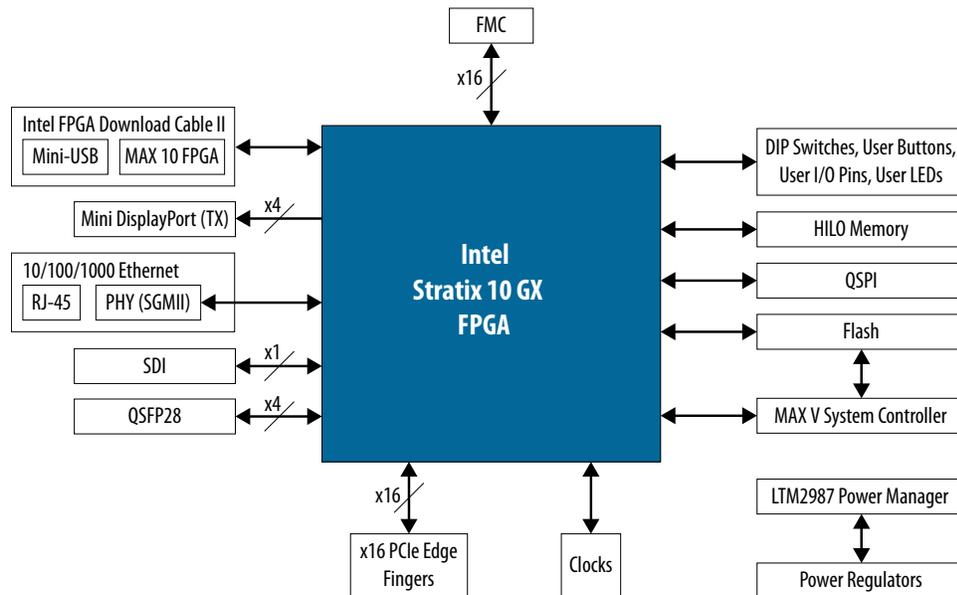 FMC
x16
Intel FPGA Download Cable II
Mini-USB
MAX 10 FPGA
Mini DisplayPort (TX)
x4
10/100/1000 Ethernet
RJ-45
PHY (SGMII)
SDI
x1
QSFP28
x4
Intel
Stratix 10 GX
FPGA
DIP Switches, User Buttons,
User I/O Pins, User LEDs
HILO Memory
QSPI
Flash
MAX V System Controller
x16
x16 PCIe Edge
Fingers
Clocks
LTM2987 Power Manager
Power Regulators